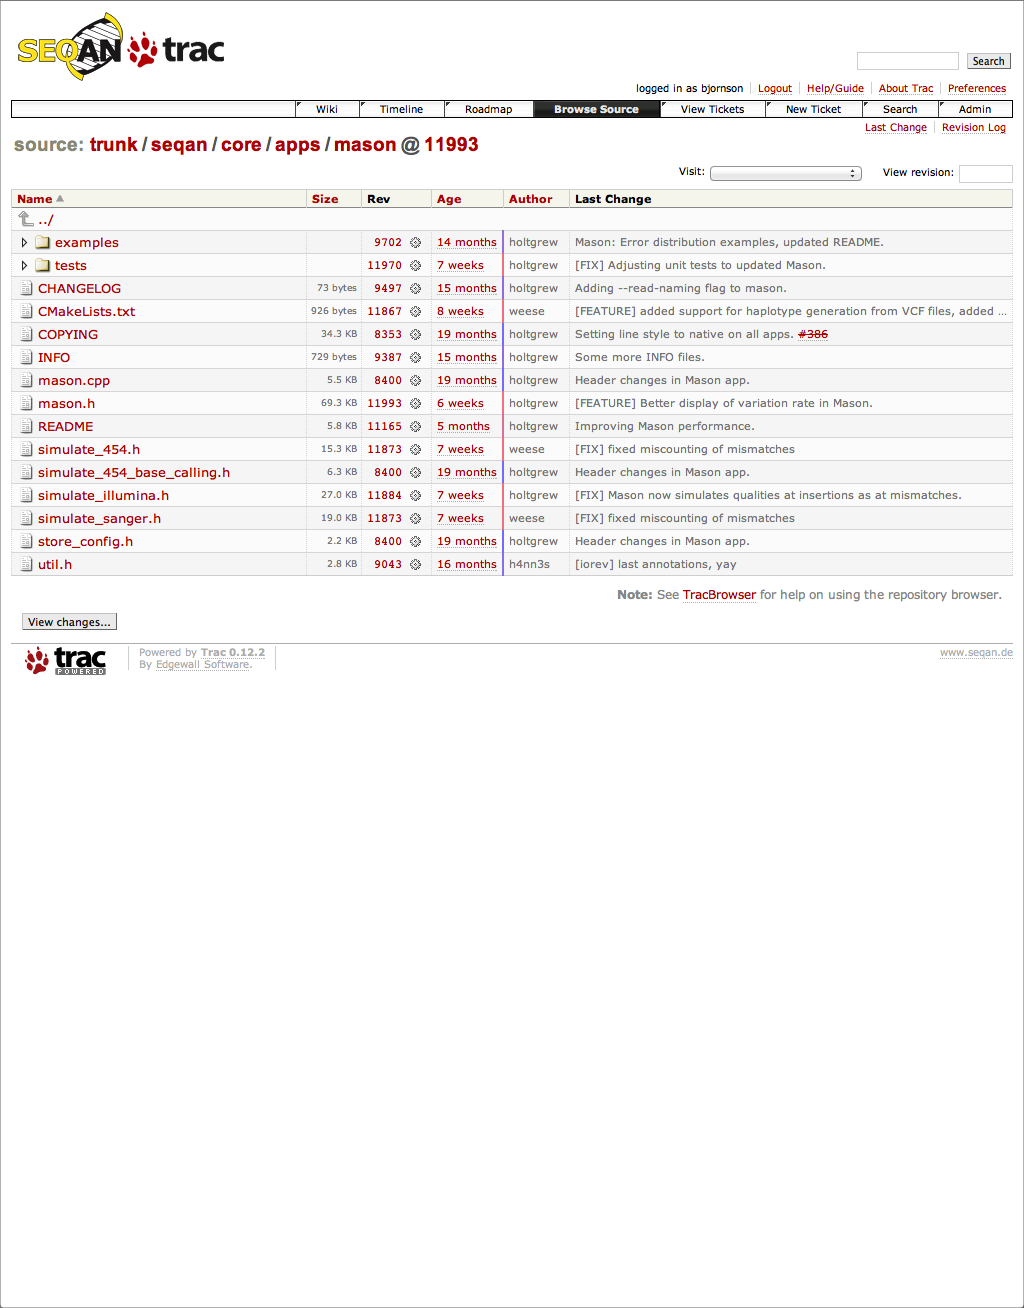 SEQAN trac
Search
logged in as bjornson Logout Help/Guide About Trac Preferences
Wiki Timeline Roadmap Browse Source View Tickets New Ticket Search Admin
Last Change Revision Log
source: trunk / seqan / core / apps / mason @ 11993
Visit: View revision:
Name Size Rev Age Author Last Change
../
examples 9702 14 months holtgrew Mason: Error distribution examples, updated README.
tests 11970 7 weeks holtgrew [FIX] Adjusting unit tests to updated Mason.
CHANGELOG 73 bytes 9497 15 months holtgrew Adding --read-naming flag to mason.
CMakeLists.txt 926 bytes 11867 8 weeks weese [FEATURE] added support for haplotype generation from VCF files, added ...
COPYING 34.3 KB 8353 19 months holtgrew Setting line style to native on all apps. #386
INFO 729 bytes 9387 15 months holtgrew Some more INFO files.
mason.cpp 5.5 KB 8400 19 months holtgrew Header changes in Mason app.
mason.h 69.3 KB 11993 6 weeks holtgrew [FEATURE] Better display of variation rate in Mason.
README 5.8 KB 11165 5 months holtgrew Improving Mason performance.
simulate_454.h 15.3 KB 11873 7 weeks weese [FIX] fixed miscounting of mismatches
simulate_454_base_calling.h 6.3 KB 8400 19 months holtgrew Header changes in Mason app.
simulate_illumina.h 27.0 KB 11884 7 weeks holtgrew [FIX] Mason now simulates qualities at insertions as at mismatches.
simulate_sanger.h 19.0 KB 11873 7 weeks weese [FIX] fixed miscounting of mismatches
store_config.h 2.2 KB 8400 19 months holtgrew Header changes in Mason app.
util.h 2.8 KB 9043 16 months h4nn3s [iorev] last annotations, yay
Note: See TracBrowser for help on using the repository browser.
View changes...
trac POWERED
Powered by Trac 0.12.2
By Edgewall Software.
www.seqan.de